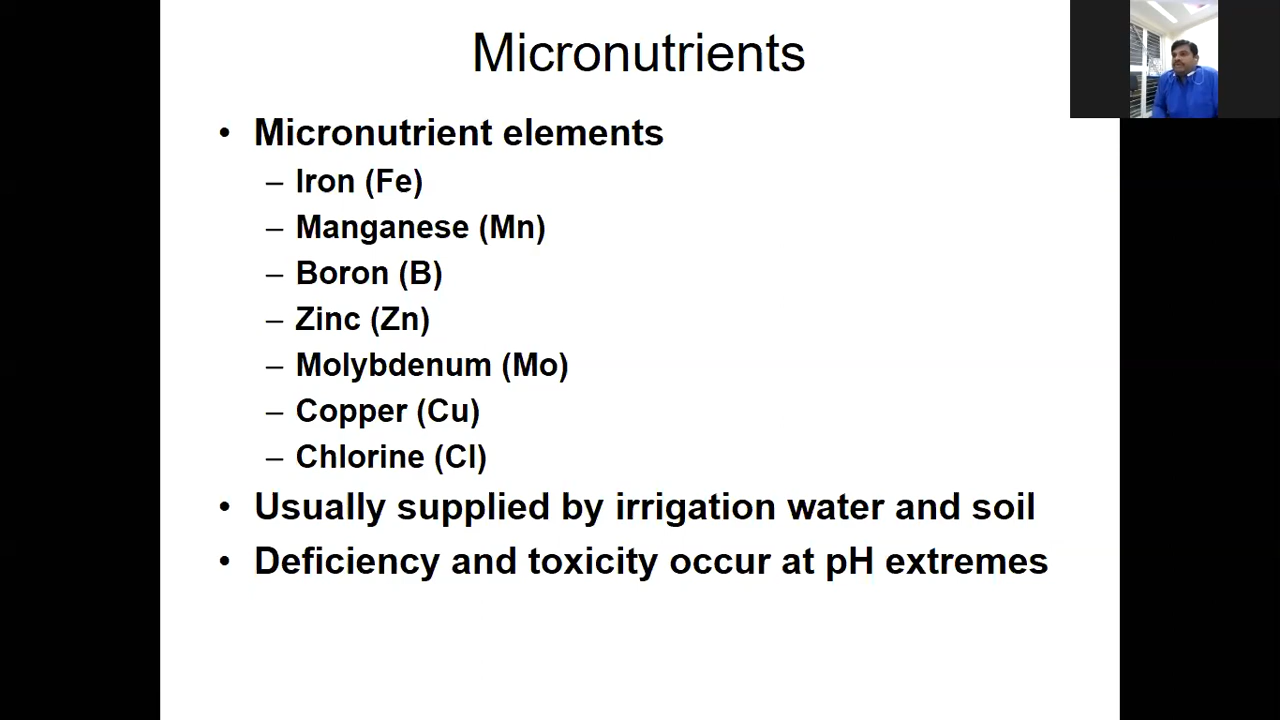 Micronutrients
• Micronutrient elements
– Iron (Fe)
– Manganese (Mn)
– Boron (B)
– Zinc (Zn)
– Molybdenum (Mo)
– Copper (Cu)
– Chlorine (Cl)
• Usually supplied by irrigation water and soil
• Deficiency and toxicity occur at pH extremes